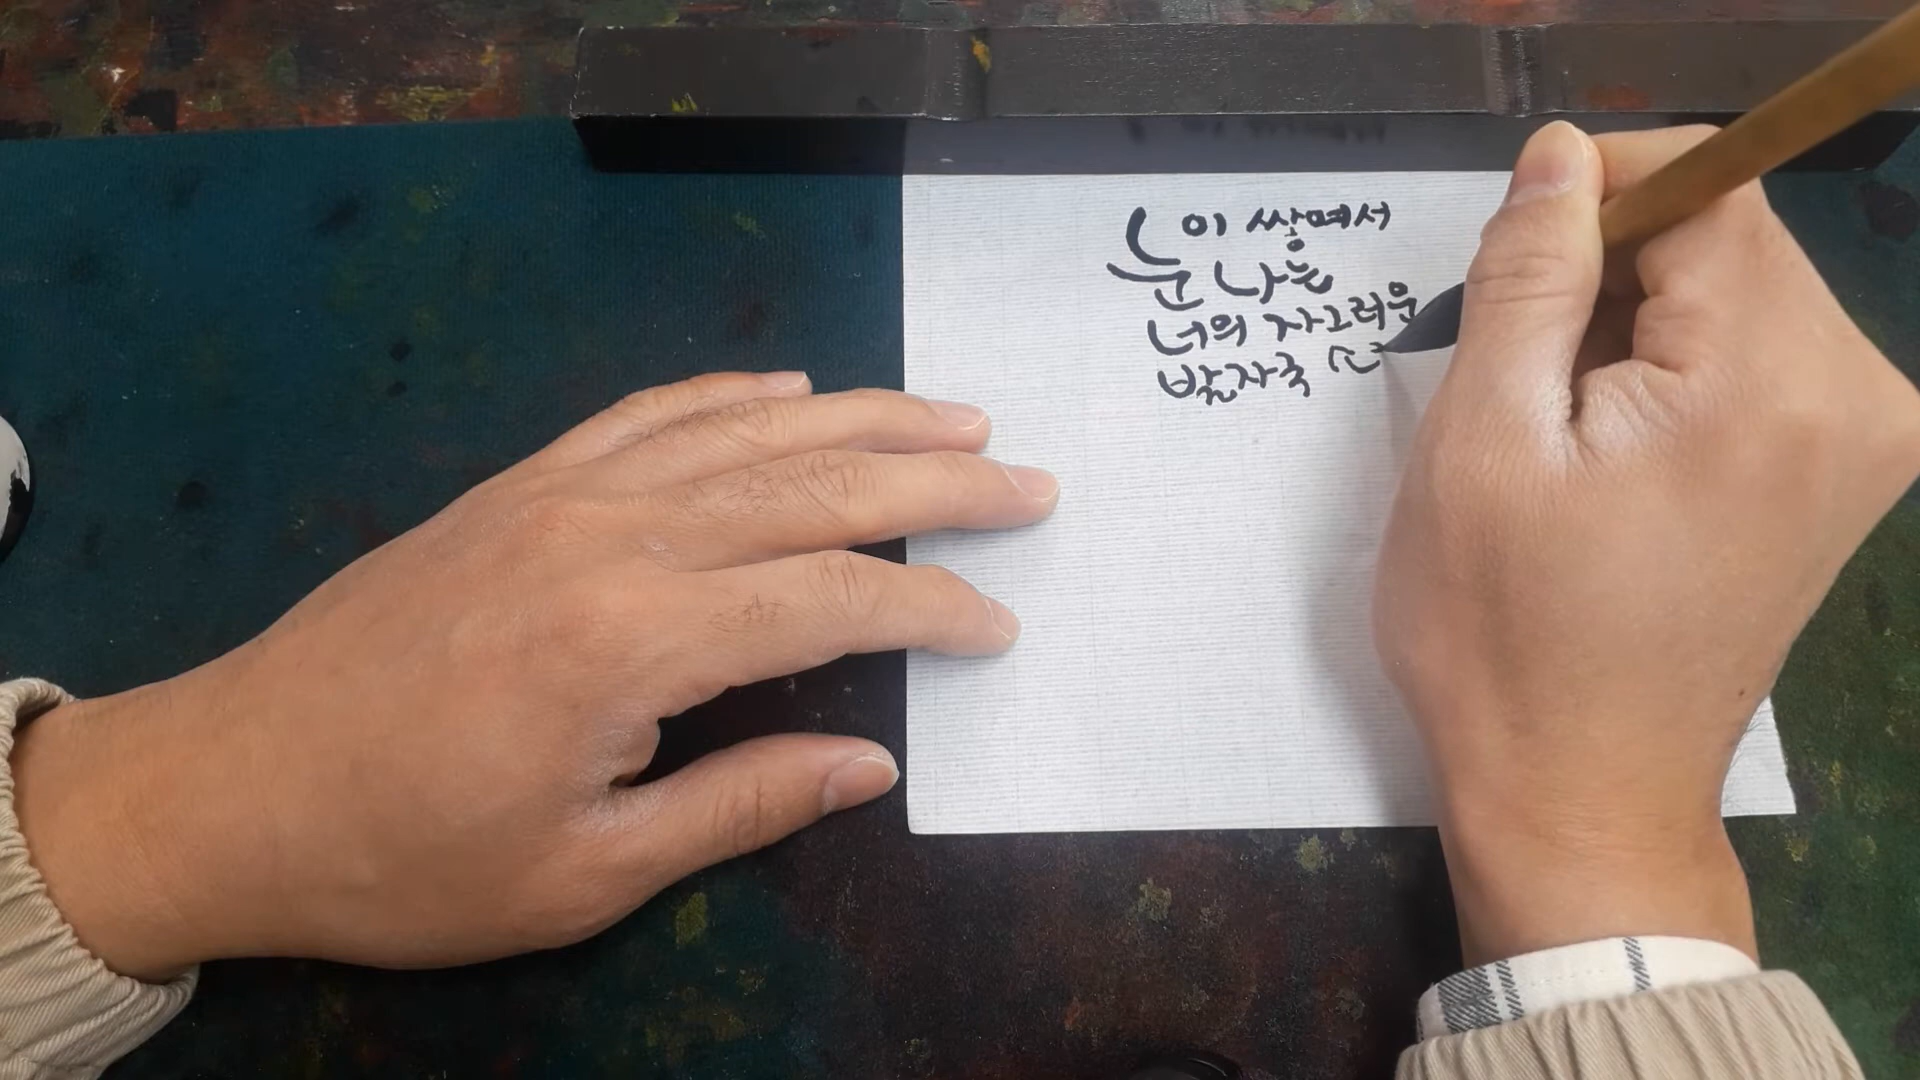 눈이 쌓여서
나는
너의 자그러운
발자국